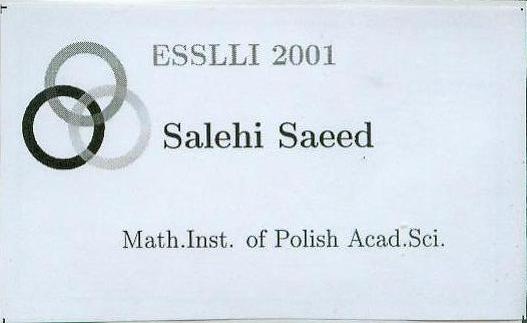 ESSLLI 2001
Salehi Saeed
Math.Inst. of Polish Acad.Sci.